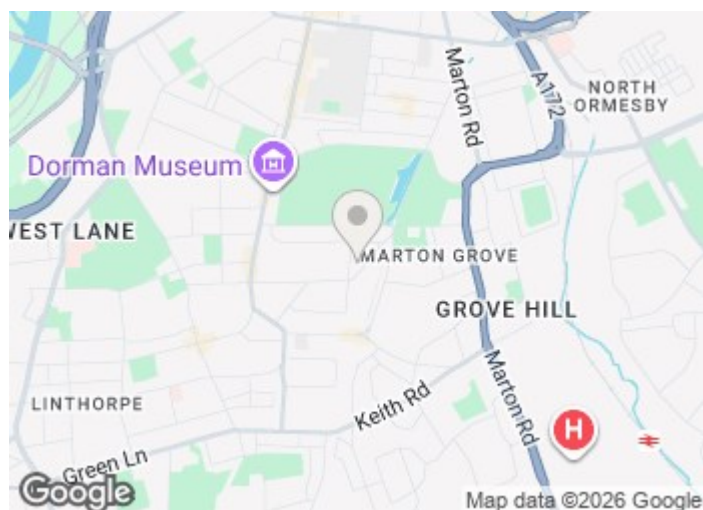 Marton Rd
A172
NORTH
ORMESBY
Dorman Museum
WEST LANE
MARTON GROVE
GROVE HILL
Marton Rd
LINTHORPE
Keith Rd
Green Ln
H
Google
Map data ©2026 Google